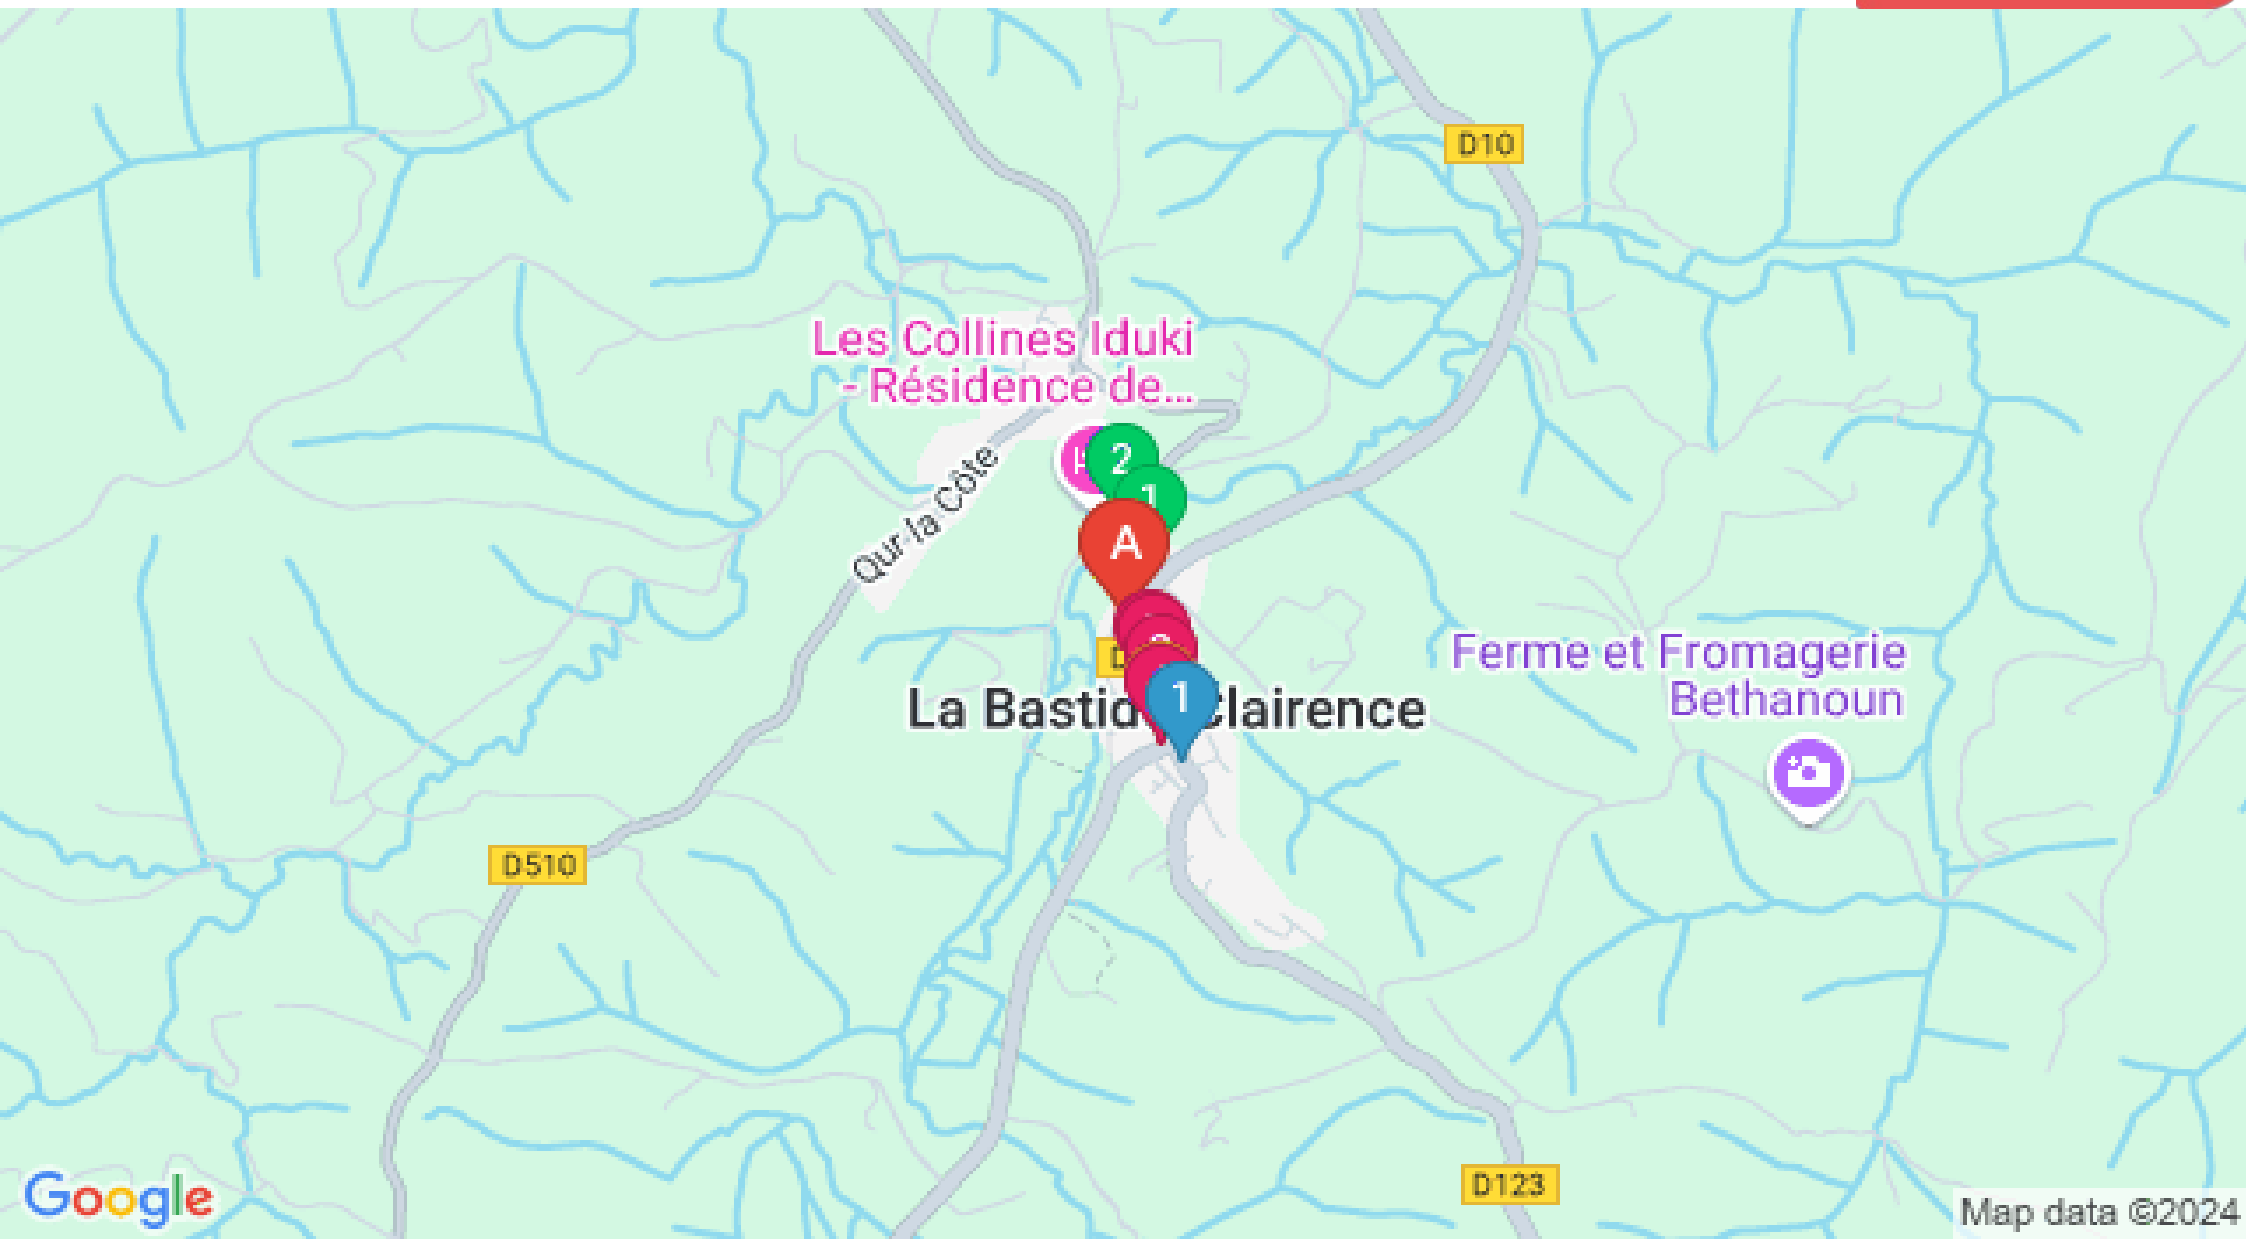 D10
Les Collines Iduki
- Résidence de...
2
1
Qur-la Côte
A
Ferme et Fromagerie
Bethanoun
1
La Bastid Clairence
D510
D123
Google
Map data ©2024